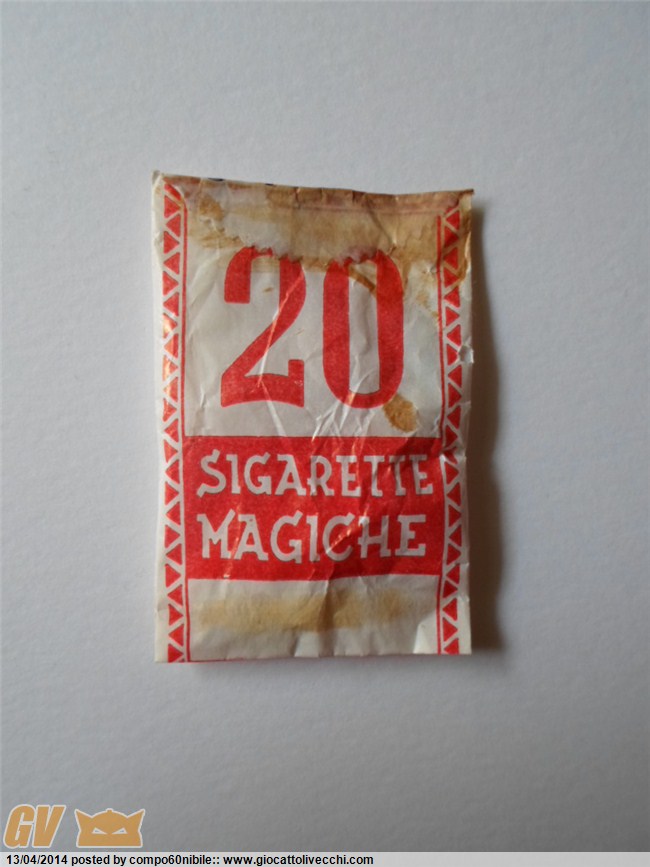 20
SIGARETTE
MAGICHE
GV
13/04/2014 posted by compo60nibile:: www.giocattolivecchi.com